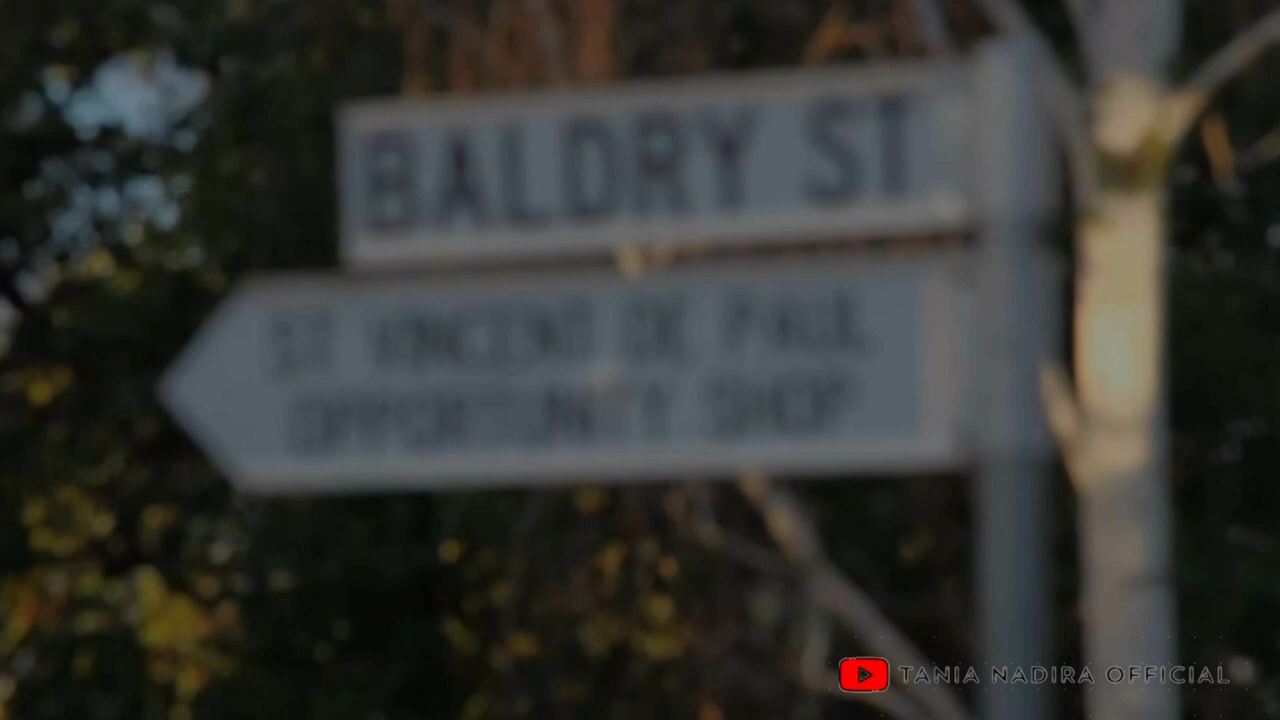 BALDRY ST
ST VINCENT DE PAUL
OPPORTUNITY SHOP
TANIA NADIRA OFFICIAL